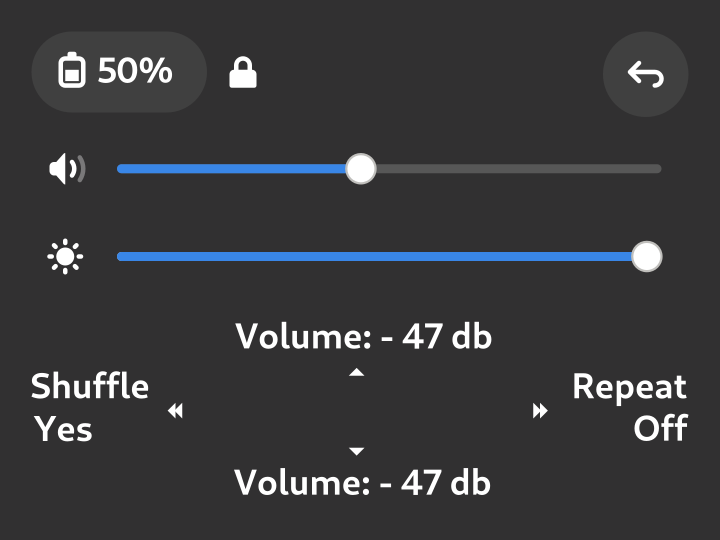 50%
Volume: - 47 db
Shuffle
Yes
Repeat
Off
Volume: - 47 db